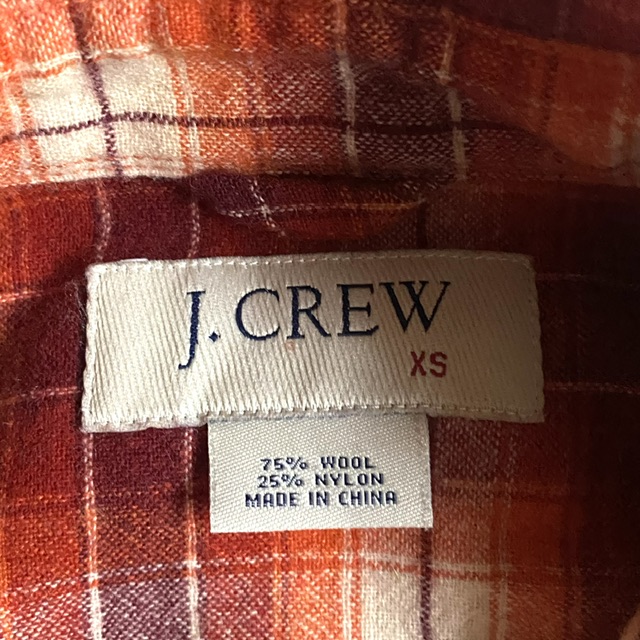 J. CREW
XS
75% WOOL
25% NYLON
MADE IN CHINA